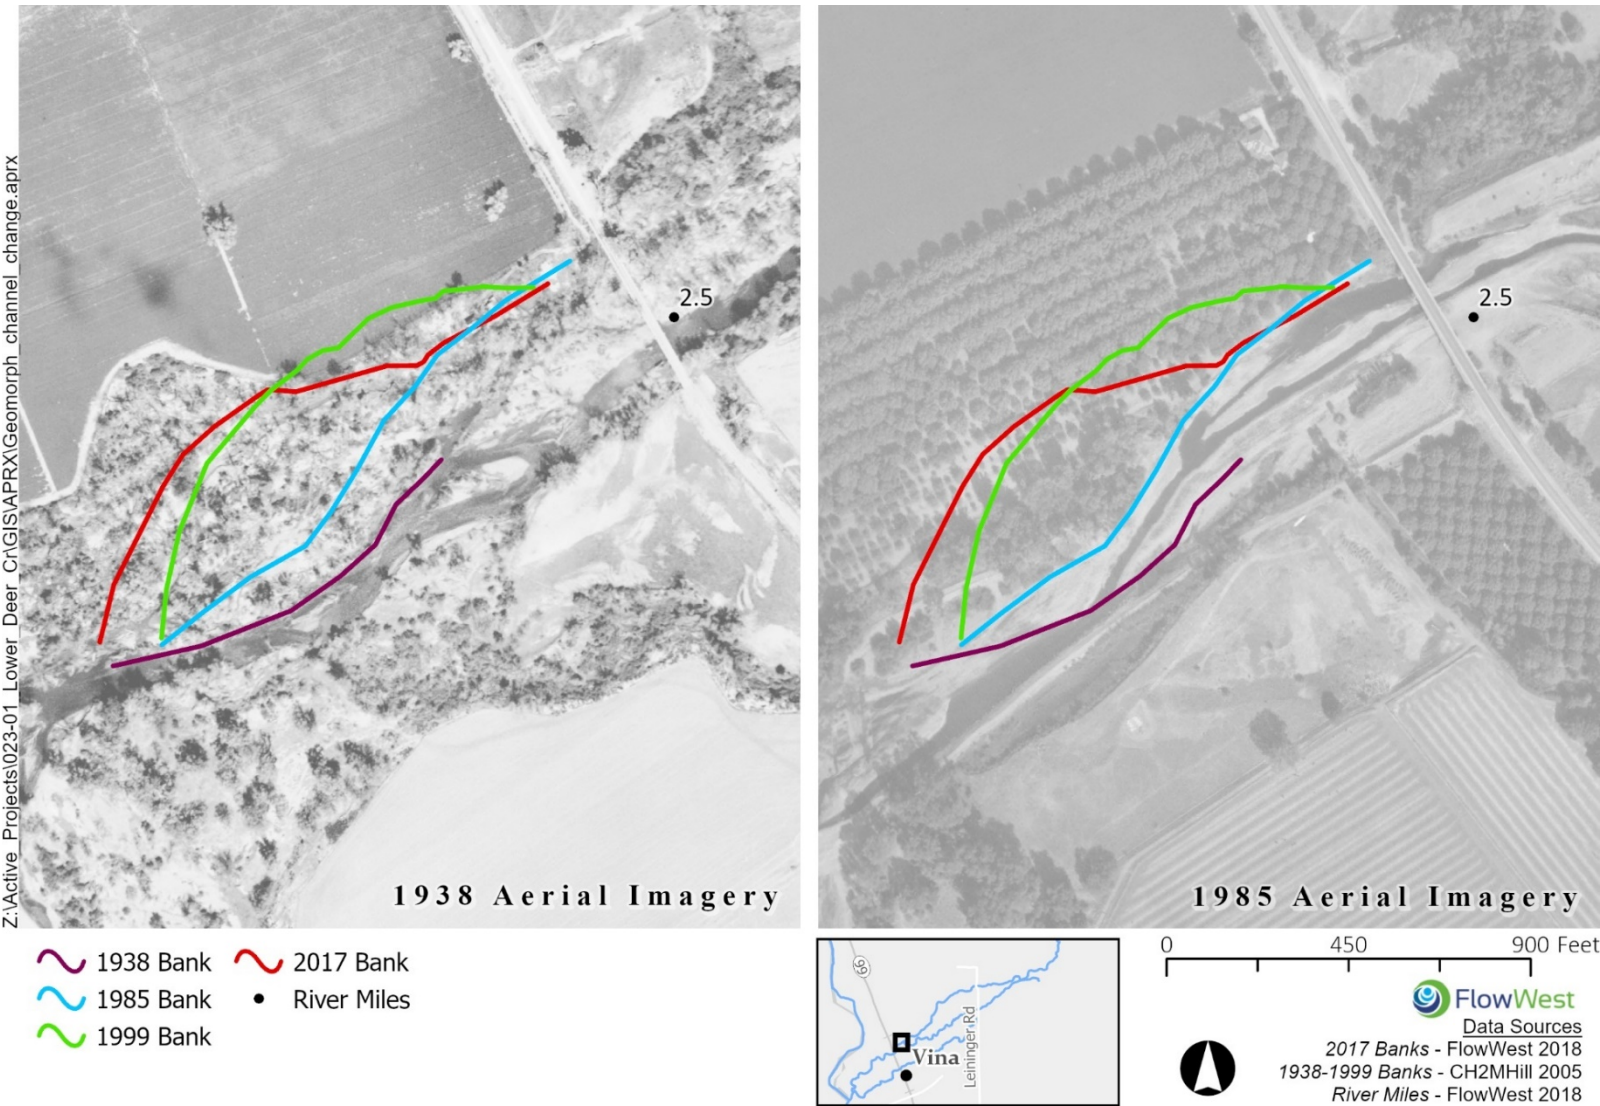 Z:\Active_Projects\023-01_Lower_Deer_Cr\GIS\APRX\Geomorph_channel_change.aprx
2.5
2.5
1938 Aerial Imagery
1985 Aerial Imagery
1938 Bank
2017 Bank
1985 Bank
River Miles
1999 Bank
99
Leininger Rd
Vina
0 450 900 Feet
FlowWest
Data Sources
2017 Banks - FlowWest 2018
1938-1999 Banks - CH2MHill 2005
River Miles - FlowWest 2018